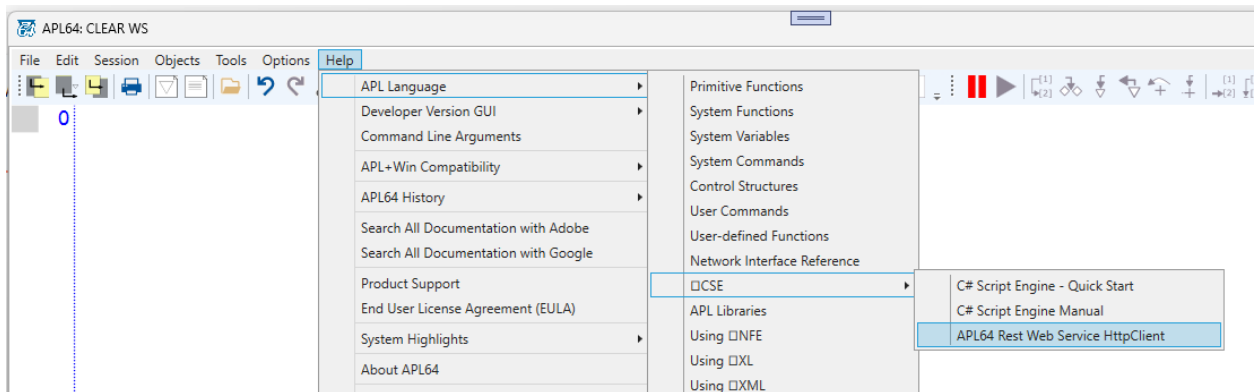 APL64: CLEAR WS
File Edit Session Objects Tools Options Help
0
APL Language
Developer Version GUI
Command Line Arguments
APL+Win Compatibility
APL64 History
Search All Documentation with Adobe
Search All Documentation with Google
Product Support
End User License Agreement (EULA)
System Highlights
About APL64
Primitive Functions
System Functions
System Variables
System Commands
Control Structures
User Commands
User-defined Functions
Network Interface Reference
⎕CSE
APL Libraries
Using ⎕NFE
Using ⎕XL
Using ⎕XML
C# Script Engine - Quick Start
C# Script Engine Manual
APL64 Rest Web Service HttpClient